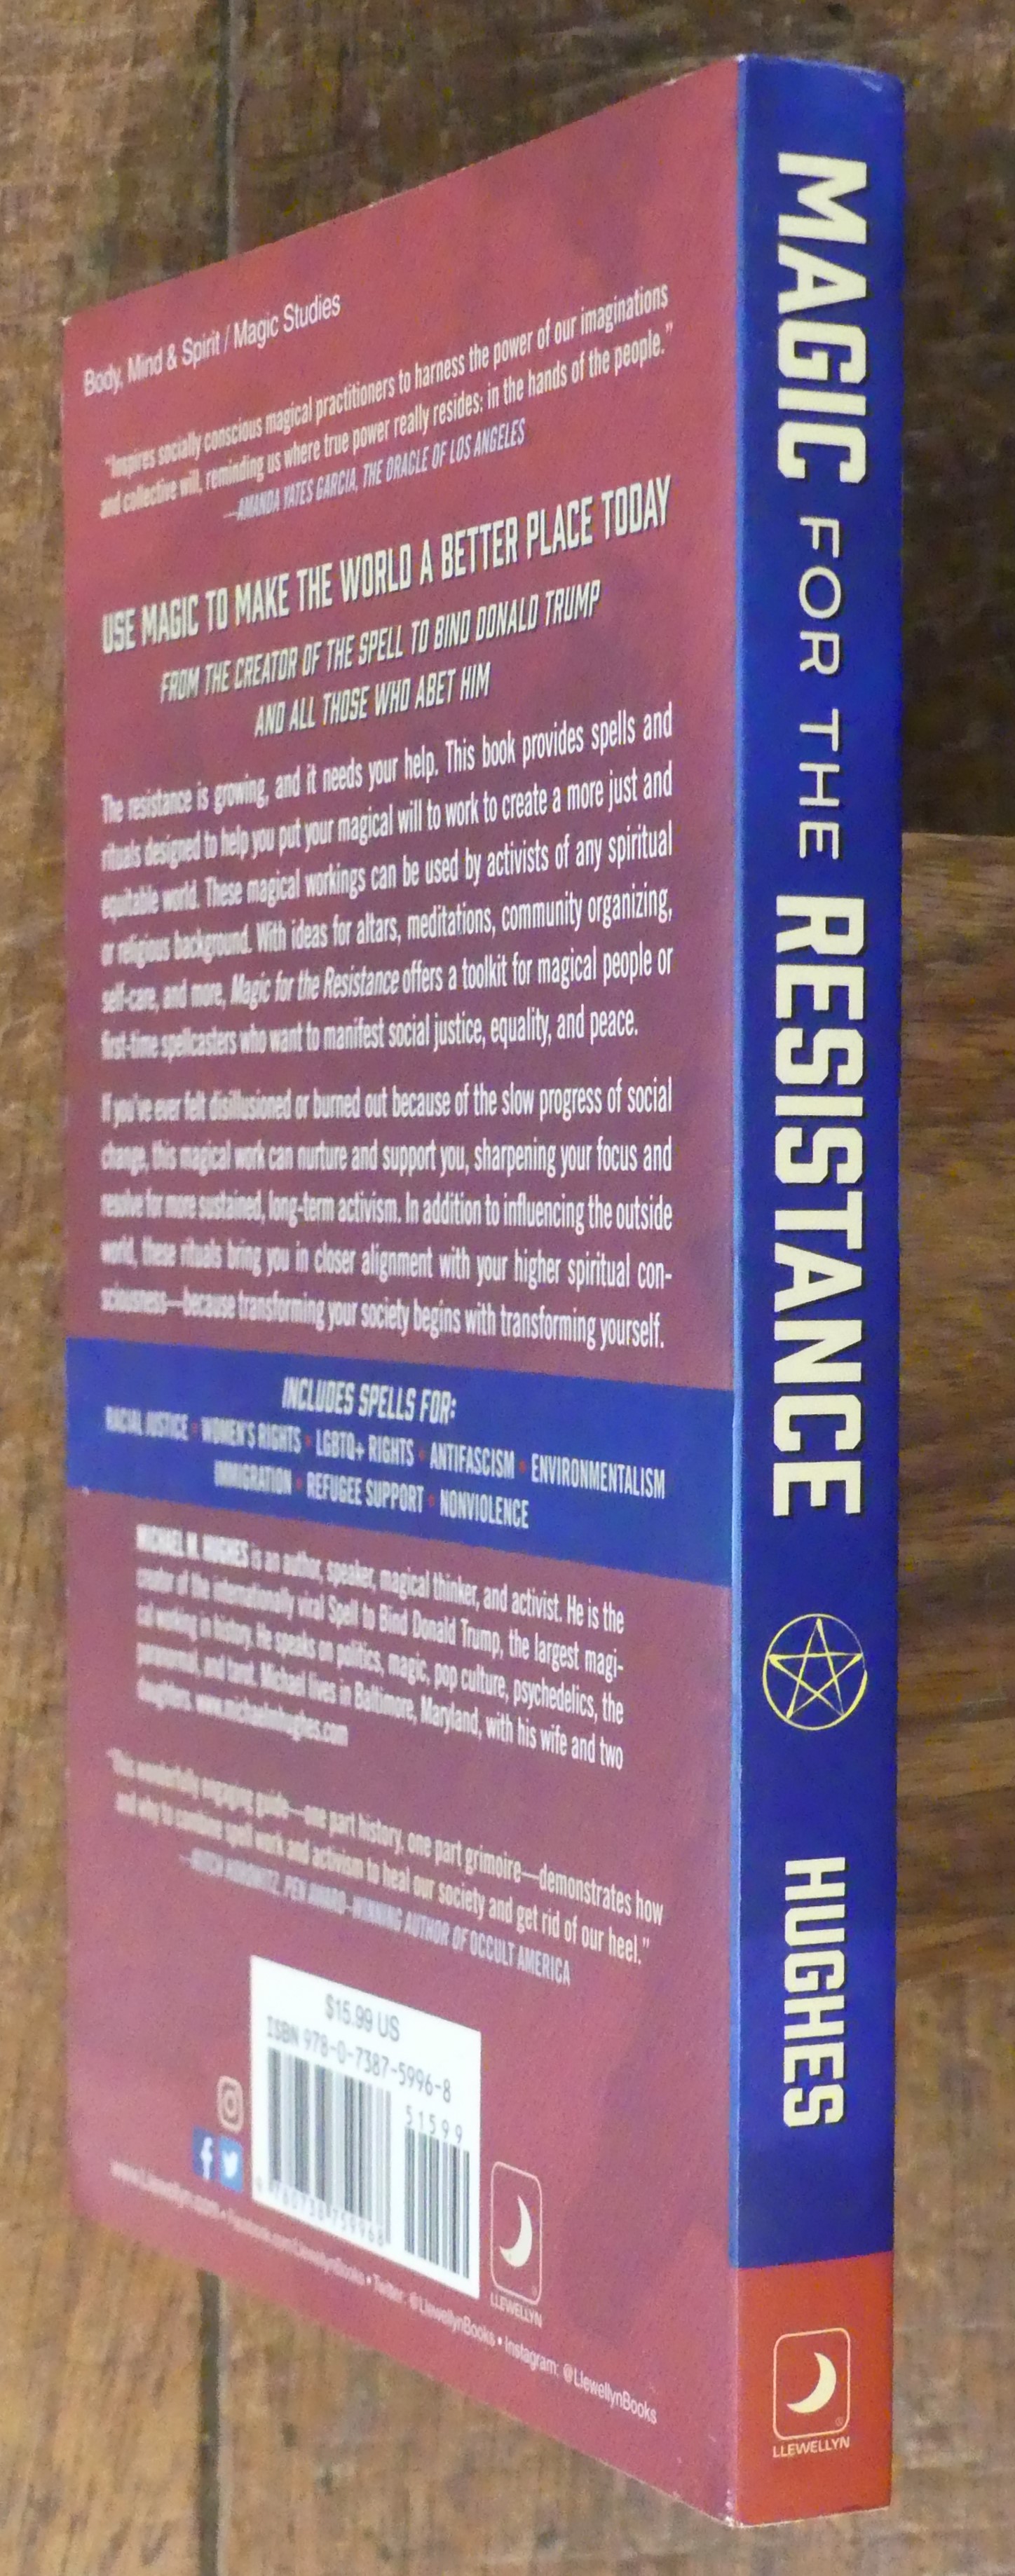 Body, Mind & Spirit / Magic Studies
"Inspires socially conscious magical practitioners to harness the power of our imaginations
and collective will, reminding us where true power really resides: in the hands of the people."
—AMANDA YATES GARCIA, THE ORACLE OF LOS ANGELES
USE MAGIC TO MAKE THE WORLD A BETTER PLACE TODAY
FROM THE CREATOR OF THE SPELL TO BIND DONALD TRUMP
AND ALL THOSE WHO ABET HIM
The resistance is growing, and it needs your help. This book provides spells and
rituals designed to help you put your magical will to work to create a more just and
equitable world. These magical workings can be used by activists of any spiritual
or religious background. With ideas for altars, meditations, community organizing,
self-care, and more, Magic for the Resistance offers a toolkit for magical people or
first-time spellcasters who want to manifest social justice, equality, and peace.
If you've ever felt disillusioned or burned out because of the slow progress of social
change, this magical work can nurture and support you, sharpening your focus and
resolve for more sustained, long-term activism. In addition to influencing the outside
world, these rituals bring you in closer alignment with your higher spiritual con-
sciousness—because transforming your society begins with transforming yourself.
INCLUDES SPELLS FOR:
RACIAL JUSTICE • WOMEN'S RIGHTS • LGBTQ+ RIGHTS • ANTIFASCISM • ENVIRONMENTALISM
IMMIGRATION • REFUGEE SUPPORT • NONVIOLENCE
MICHAEL M. HUGHES is an author, speaker, magical thinker, and activist. He is the
creator of the internationally viral Spell to Bind Donald Trump, the largest magi-
cal working in history. He speaks on politics, magic, pop culture, psychedelics, the
paranormal, and tarot. Michael lives in Baltimore, Maryland, with his wife and two
daughters. www.michaelmhughes.com
"This wonderfully engaging guide—one part history, one part grimoire—demonstrates how
and why to combine spell work and activism to heal our society and get rid of our heel."
—MITCH HOROWITZ, PEN AWARD-WINNING AUTHOR OF OCCULT AMERICA
$15.99 US
ISBN 978-0-7387-5996-8
51599
9 780738 759968
LLEWELLYN
www.Llewellyn.com • Facebook.com/LlewellynBooks • Twitter: @LlewellynBooks • Instagram: @LlewellynBooks
MAGIC FOR THE RESISTANCE
HUGHES
LLEWELLYN